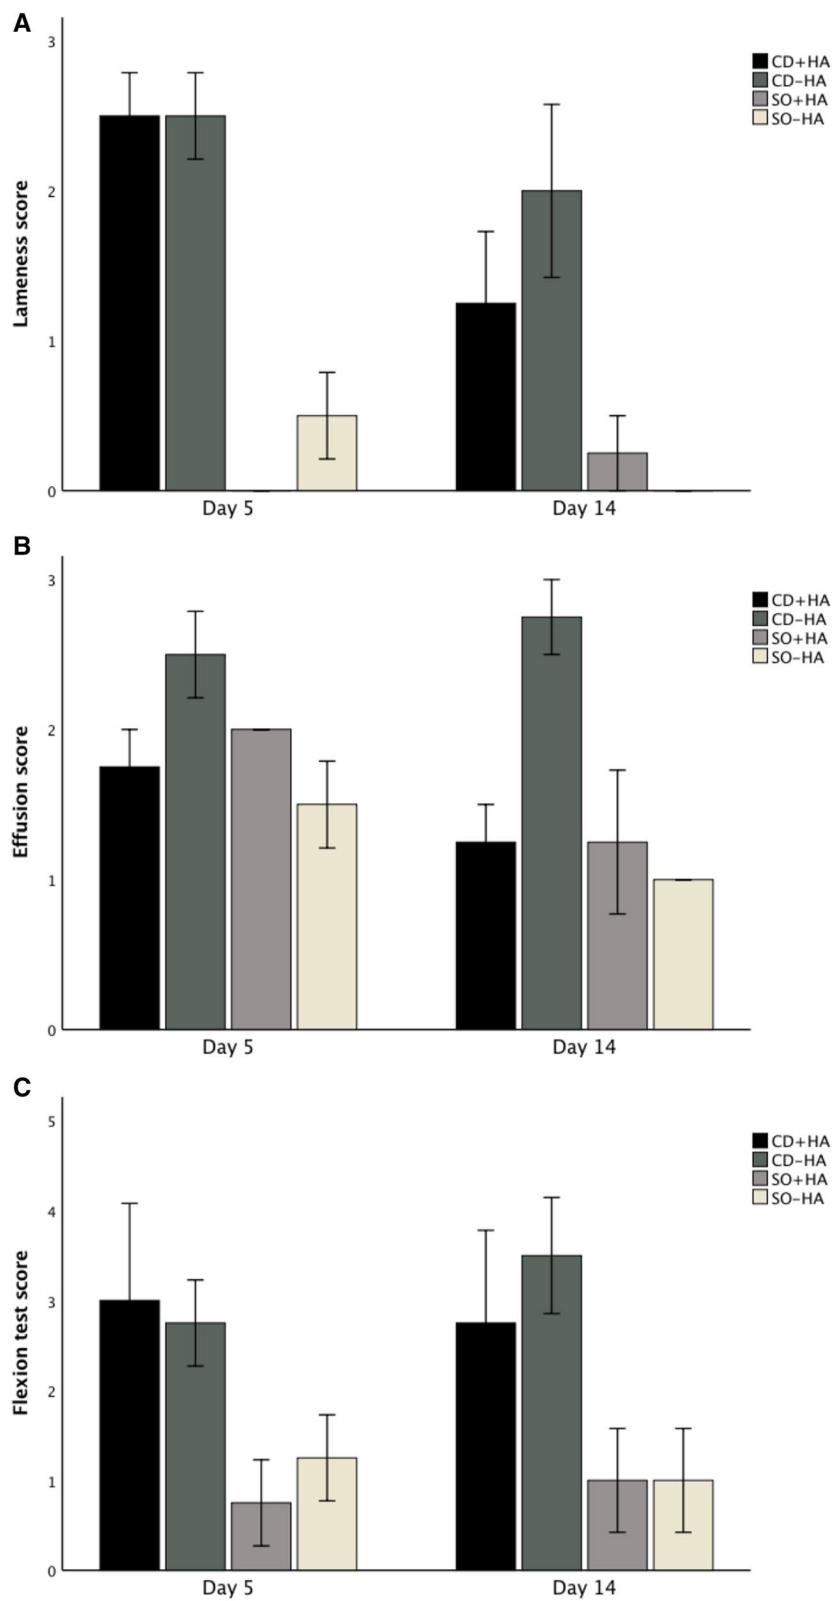 A
3
2
1
0
Lameness score
CD+HA
CD−HA
SO+HA
SO−HA
Day 5
Day 14
B
3
2
1
0
Effusion score
CD+HA
CD−HA
SO+HA
SO−HA
Day 5
Day 14
C
5
4
3
2
1
0
Flexion test score
CD+HA
CD−HA
SO+HA
SO−HA
Day 5
Day 14